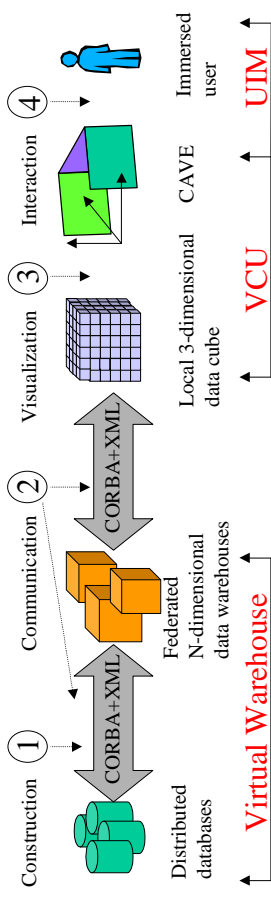 Construction
1
Communication
2
Visualization
3
Interaction
4
CORBA+XML
CORBA+XML
Distributed
databases
Federated
N-dimensional
data warehouses
Local 3-dimensional
data cube
CAVE
Immersed
user
Virtual Warehouse
VCU
UIM